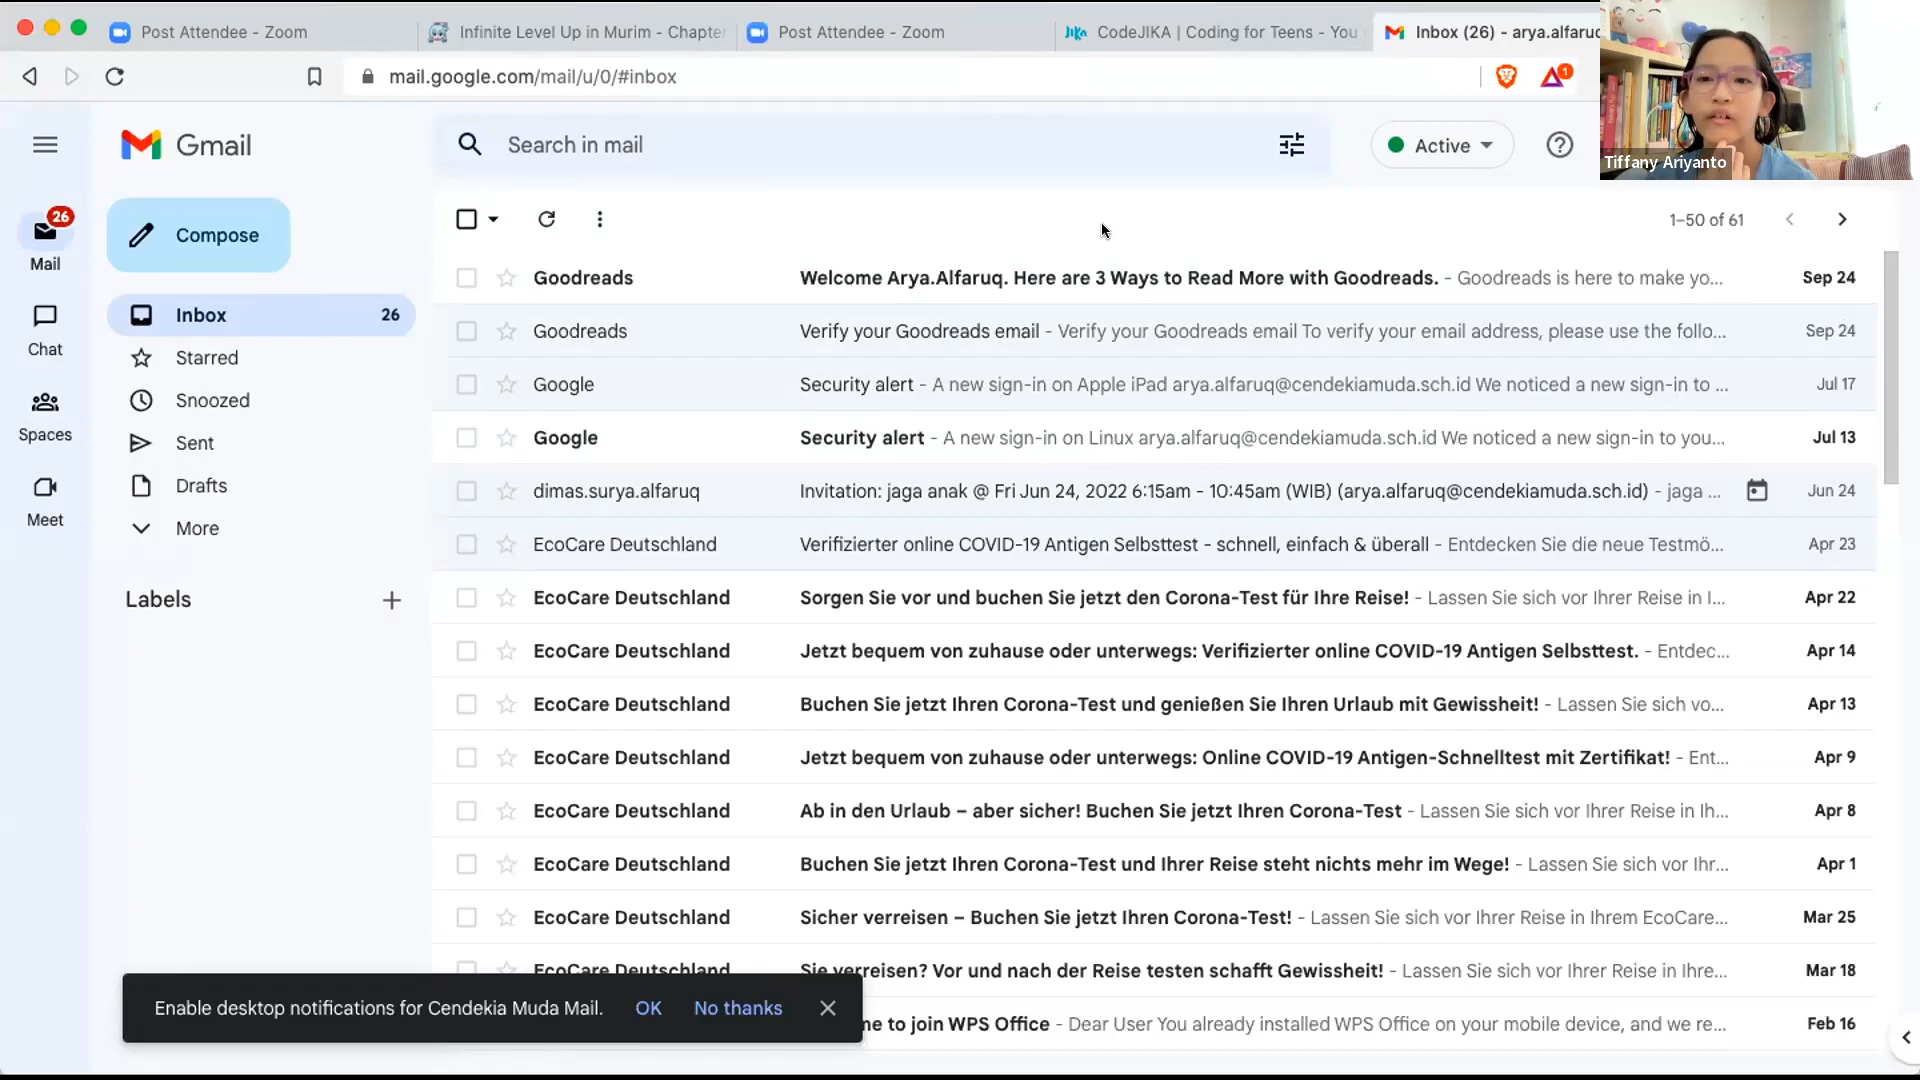 Post Attendee - Zoom
Infinite Level Up in Murim - Chapter
Post Attendee - Zoom
CodeJIKA | Coding for Teens - You
Inbox (26) - arya.alfaruq
mail.google.com/mail/u/0/#inbox
1
Tiffany Ariyanto
Gmail
Search in mail
Active
26
Mail
Chat
Spaces
Meet
Compose
Inbox 26
Starred
Snoozed
Sent
Drafts
More
Labels
1–50 of 61
Goodreads Welcome Arya.Alfaruq. Here are 3 Ways to Read More with Goodreads. - Goodreads is here to make yo... Sep 24
Goodreads Verify your Goodreads email - Verify your Goodreads email To verify your email address, please use the follo... Sep 24
Google Security alert - A new sign-in on Apple iPad arya.alfaruq@cendekiamuda.sch.id We noticed a new sign-in to ... Jul 17
Google Security alert - A new sign-in on Linux arya.alfaruq@cendekiamuda.sch.id We noticed a new sign-in to you... Jul 13
dimas.surya.alfaruq Invitation: jaga anak @ Fri Jun 24, 2022 6:15am - 10:45am (WIB) (arya.alfaruq@cendekiamuda.sch.id) - jaga ... Jun 24
EcoCare Deutschland Verifizierter online COVID-19 Antigen Selbsttest - schnell, einfach & überall - Entdecken Sie die neue Testmö... Apr 23
EcoCare Deutschland Sorgen Sie vor und buchen Sie jetzt den Corona-Test für Ihre Reise! - Lassen Sie sich vor Ihrer Reise in I... Apr 22
EcoCare Deutschland Jetzt bequem von zuhause oder unterwegs: Verifizierter online COVID-19 Antigen Selbsttest. - Entdec... Apr 14
EcoCare Deutschland Buchen Sie jetzt Ihren Corona-Test und genießen Sie Ihren Urlaub mit Gewissheit! - Lassen Sie sich vo... Apr 13
EcoCare Deutschland Jetzt bequem von zuhause oder unterwegs: Online COVID-19 Antigen-Schnelltest mit Zertifikat! - Ent... Apr 9
EcoCare Deutschland Ab in den Urlaub – aber sicher! Buchen Sie jetzt Ihren Corona-Test - Lassen Sie sich vor Ihrer Reise in Ih... Apr 8
EcoCare Deutschland Buchen Sie jetzt Ihren Corona-Test und Ihrer Reise steht nichts mehr im Wege! - Lassen Sie sich vor Ihr... Apr 1
EcoCare Deutschland Sicher verreisen – Buchen Sie jetzt Ihren Corona-Test! - Lassen Sie sich vor Ihrer Reise in Ihrem EcoCare... Mar 25
EcoCare Deutschland Sie verreisen? Vor und nach der Reise testen schafft Gewissheit! - Lassen Sie sich vor Ihrer Reise in Ihre... Mar 18
me to join WPS Office - Dear User You already installed WPS Office on your mobile device, and we re... Feb 16
Enable desktop notifications for Cendekia Muda Mail. OK No thanks